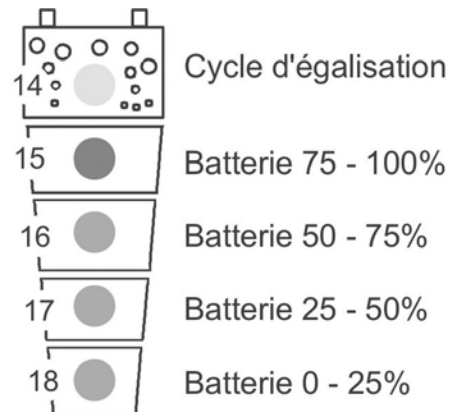 14 Cycle d'égalisation
15 Batterie 75 - 100%
16 Batterie 50 - 75%
17 Batterie 25 - 50%
18 Batterie 0 - 25%